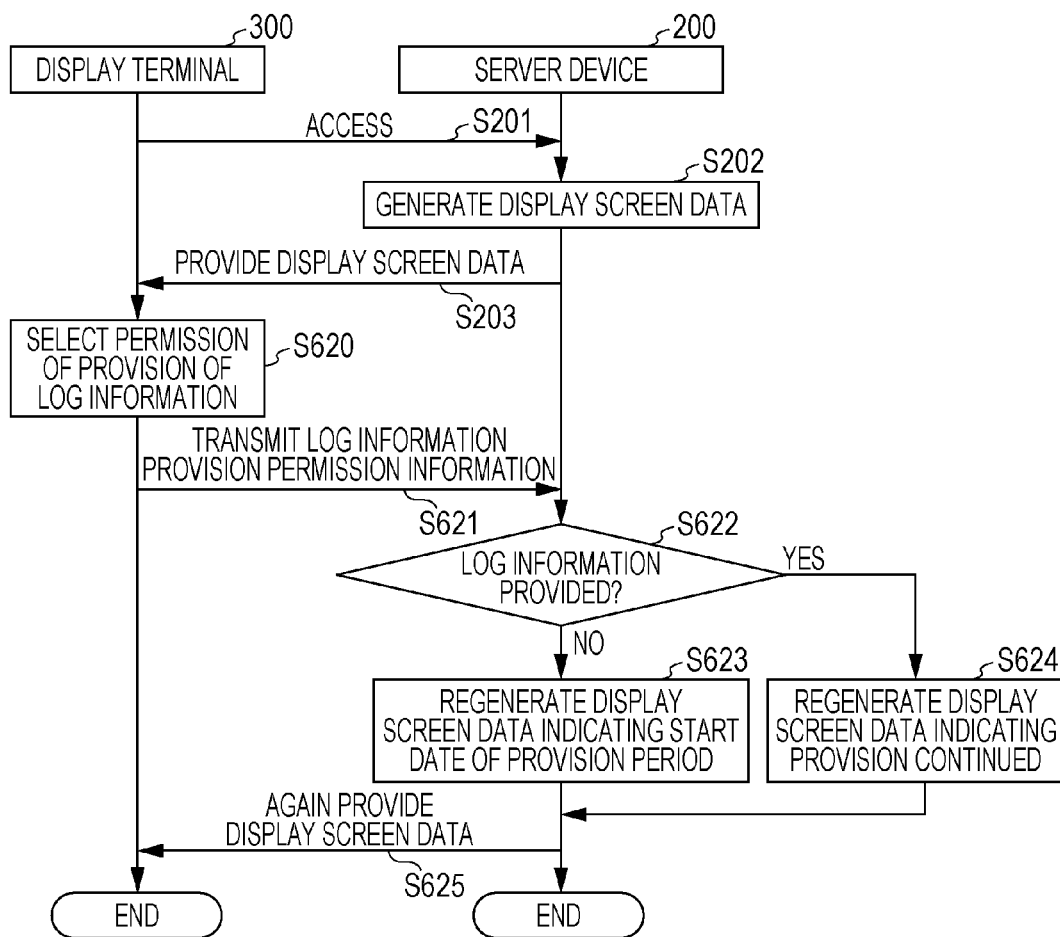 300
200
DISPLAY TERMINAL
SERVER DEVICE
ACCESS
S201
S202
GENERATE DISPLAY SCREEN DATA
PROVIDE DISPLAY SCREEN DATA
S203
SELECT PERMISSION
OF PROVISION OF
LOG INFORMATION
S620
TRANSMIT LOG INFORMATION
PROVISION PERMISSION INFORMATION
S621
S622
LOG INFORMATION
PROVIDED?
YES
NO
S623
S624
REGENERATE DISPLAY
SCREEN DATA INDICATING START
DATE OF PROVISION PERIOD
REGENERATE DISPLAY
SCREEN DATA INDICATING
PROVISION CONTINUED
AGAIN PROVIDE
DISPLAY SCREEN DATA
S625
END
END